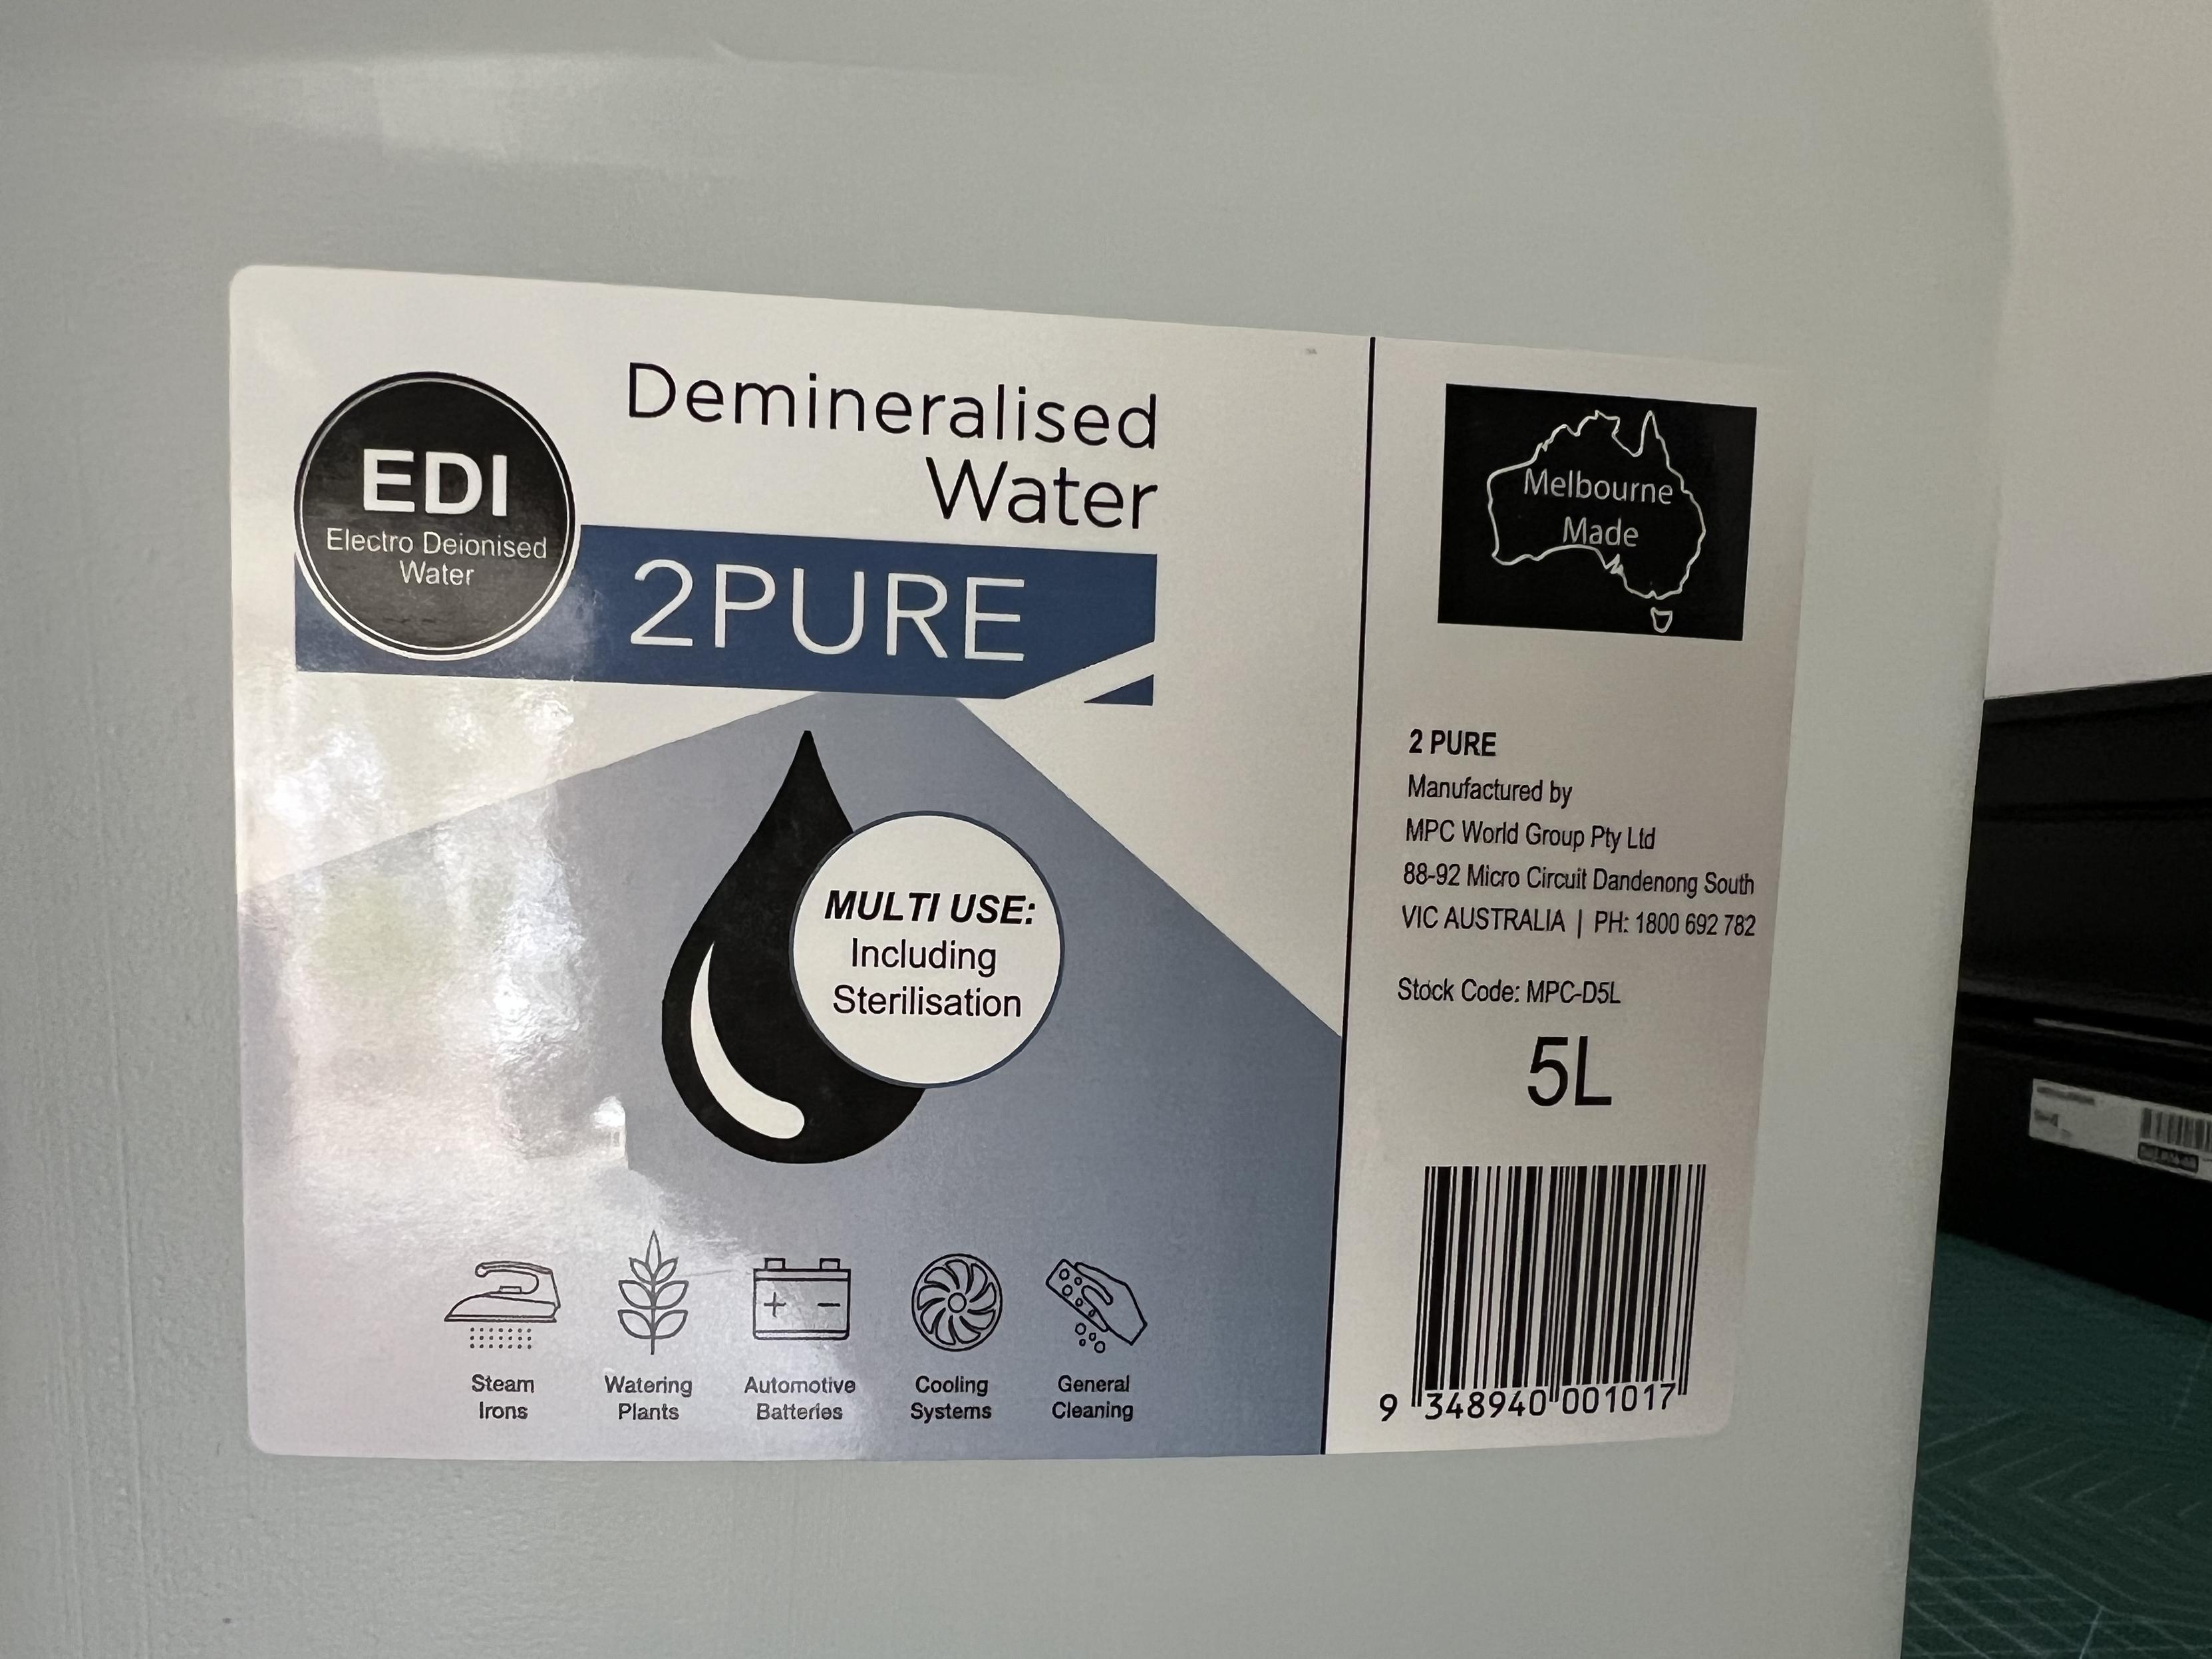 EDI
Electro Deionised
Water
Demineralised
Water
2PURE
MULTI USE:
Including
Sterilisation
Steam
Irons
Watering
Plants
Automotive
Batteries
Cooling
Systems
General
Cleaning
Melbourne
Made
2 PURE
Manufactured by
MPC World Group Pty Ltd
88-92 Micro Circuit Dandenong South
VIC AUSTRALIA | PH: 1800 692 782
Stock Code: MPC-D5L
5L
9 348940 001017